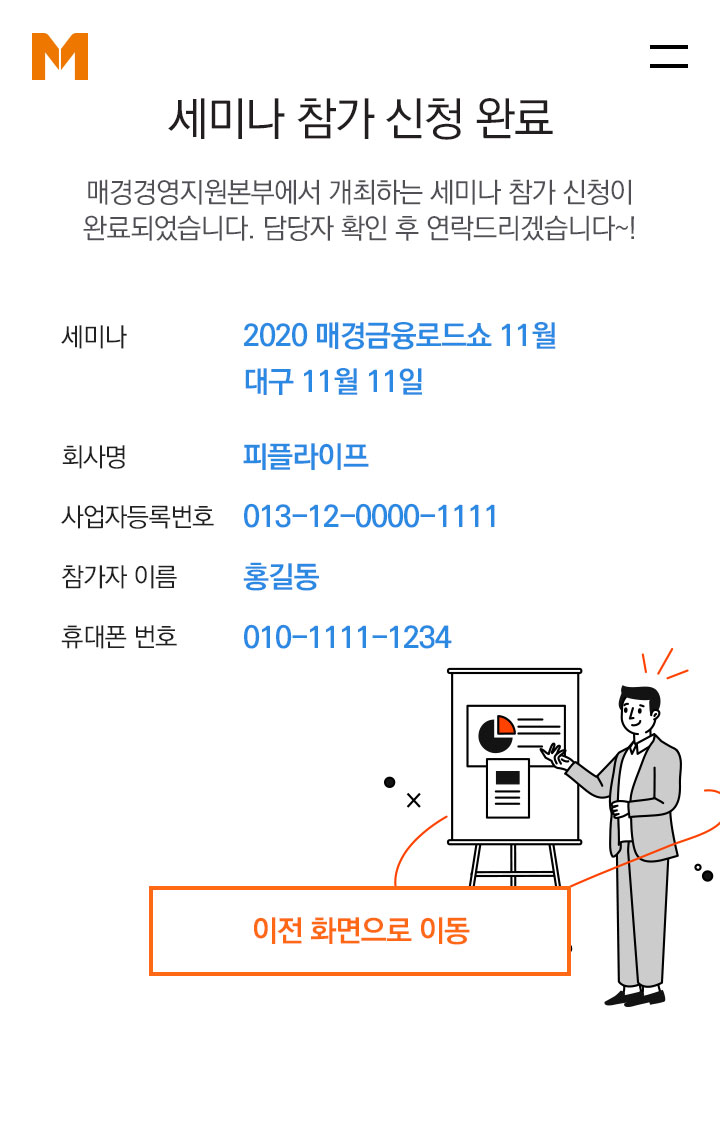 M
세미나 참가 신청 완료
매경경영지원본부에서 개최하는 세미나 참가 신청이
완료되었습니다. 담당자 확인 후 연락드리겠습니다~!
세미나 2020 매경금융로드쇼 11월
대구 11월 11일
회사명 피플라이프
사업자등록번호 013-12-0000-1111
참가자 이름 홍길동
휴대폰 번호 010-1111-1234
이전 화면으로 이동